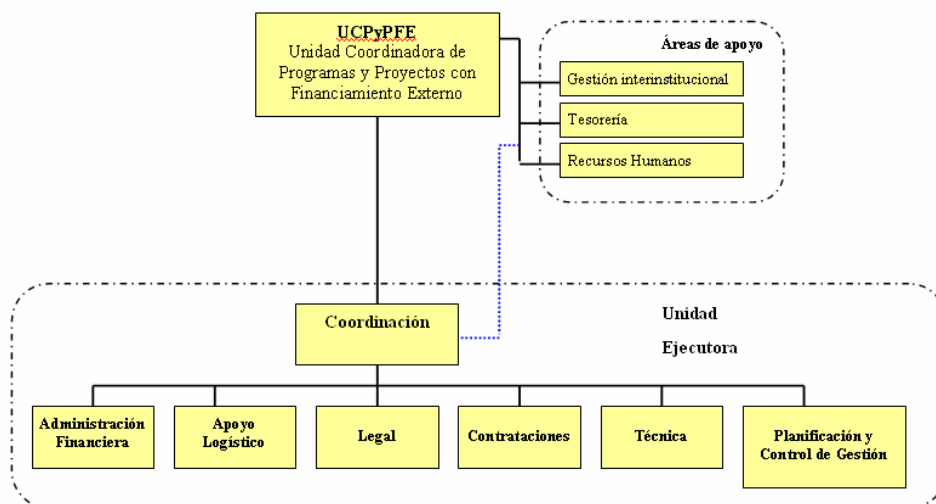 UCPyPFE
Unidad Coordinadora de
Programas y Proyectos con
Financiamiento Externo
Áreas de apoyo
Gestión interinstitucional
Tesorería
Recursos Humanos
Coordinación
Unidad
Ejecutora
Administración
Financiera
Apoyo
Logístico
Legal
Contrataciones
Técnica
Planificación y
Control de Gestión